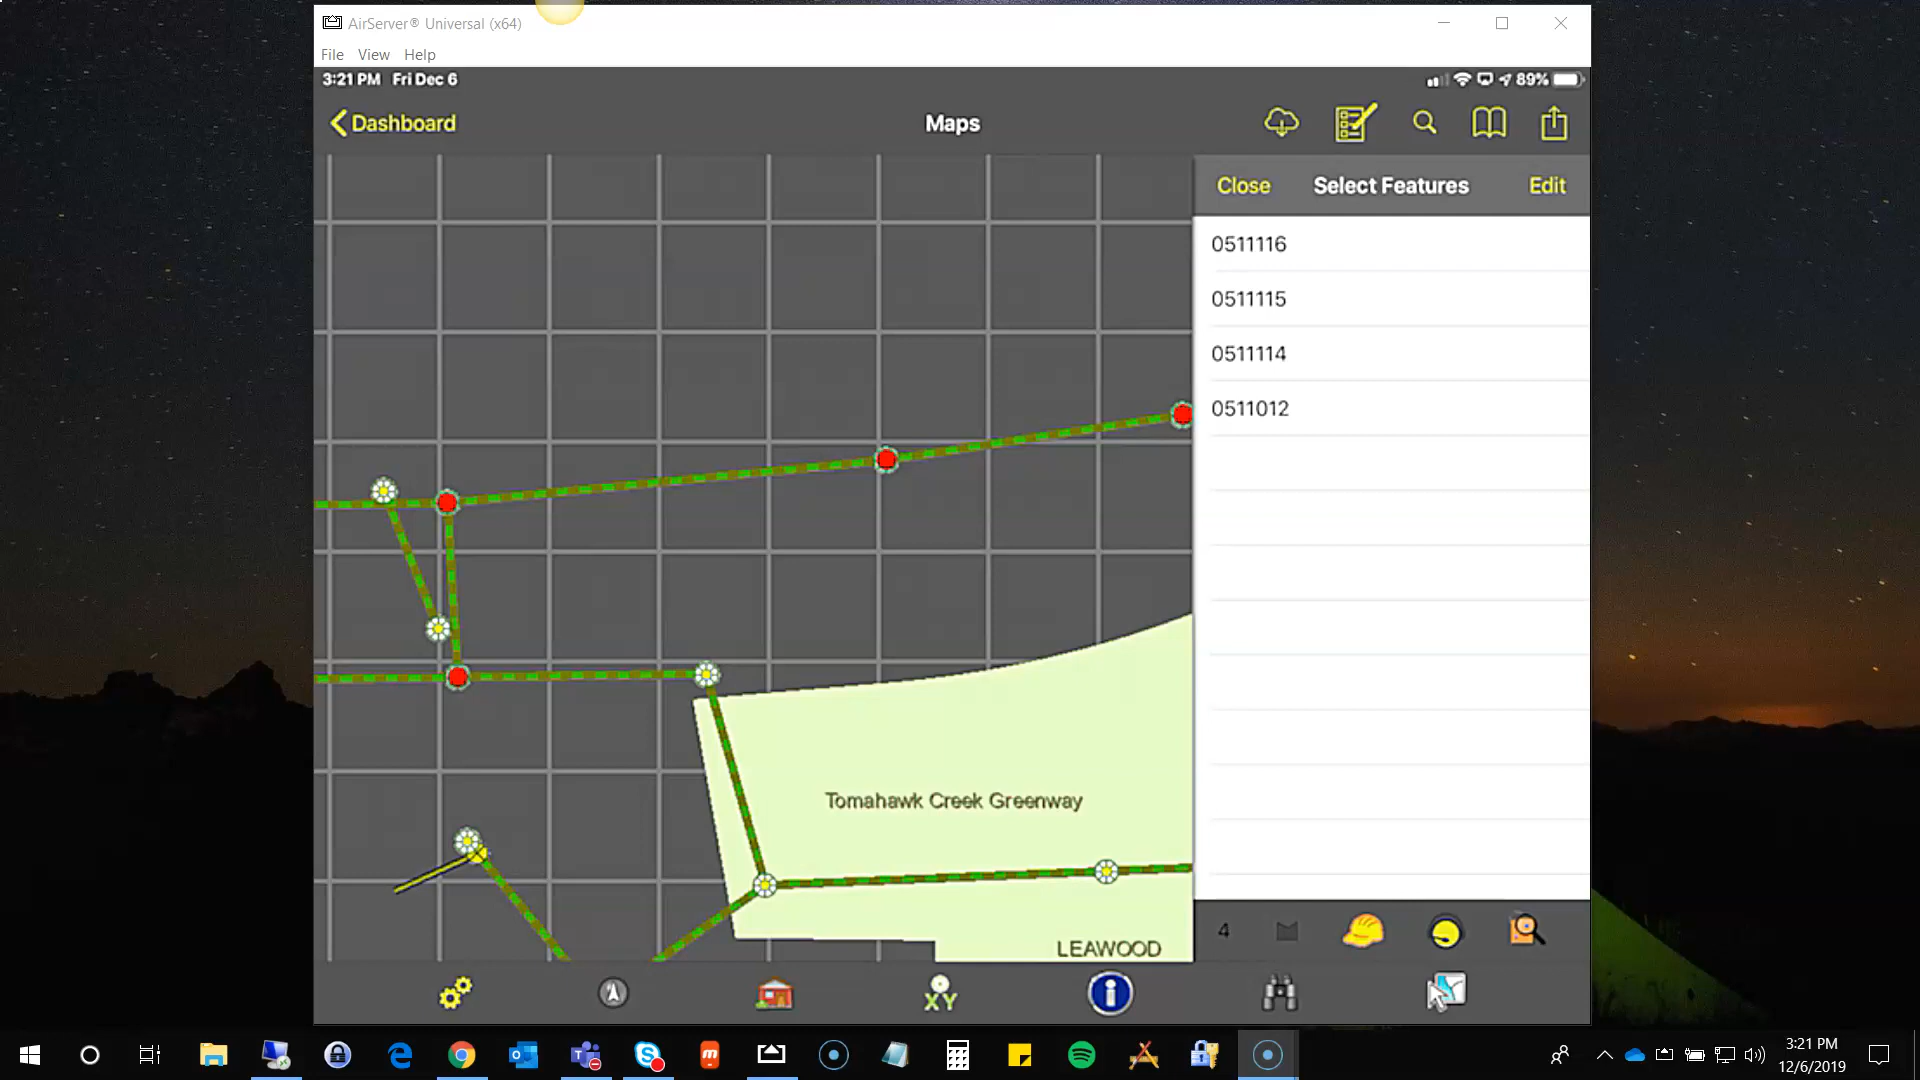 AirServer® Universal (x64)
File View Help
3:21 PM Fri Dec 6
89%
Dashboard
Maps
Close
Select Features
Edit
0511116
0511115
0511114
0511012
Tomahawk Creek Greenway
LEAWOOD
4
XY
3:21 PM
12/6/2019